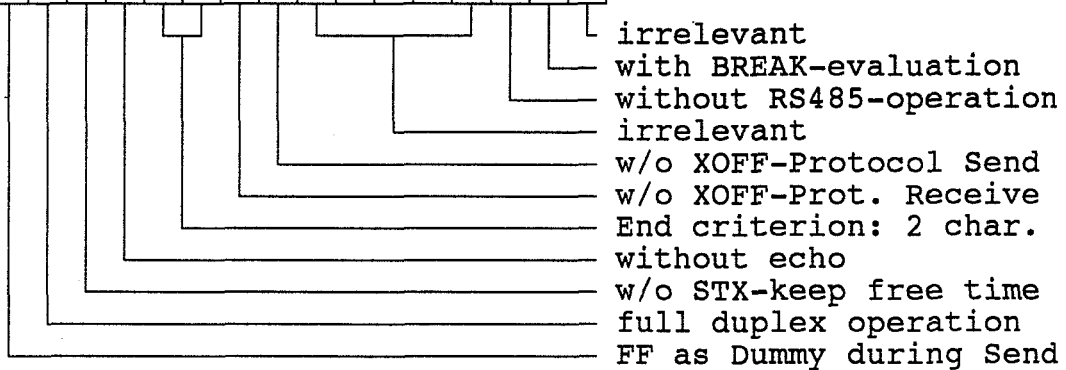 irrelevant
with BREAK-evaluation
without RS485-operation
irrelevant
w/o XOFF-Protocol Send
w/o XOFF-Prot. Receive
End criterion: 2 char.
without echo
w/o STX-keep free time
full duplex operation
FF as Dummy during Send